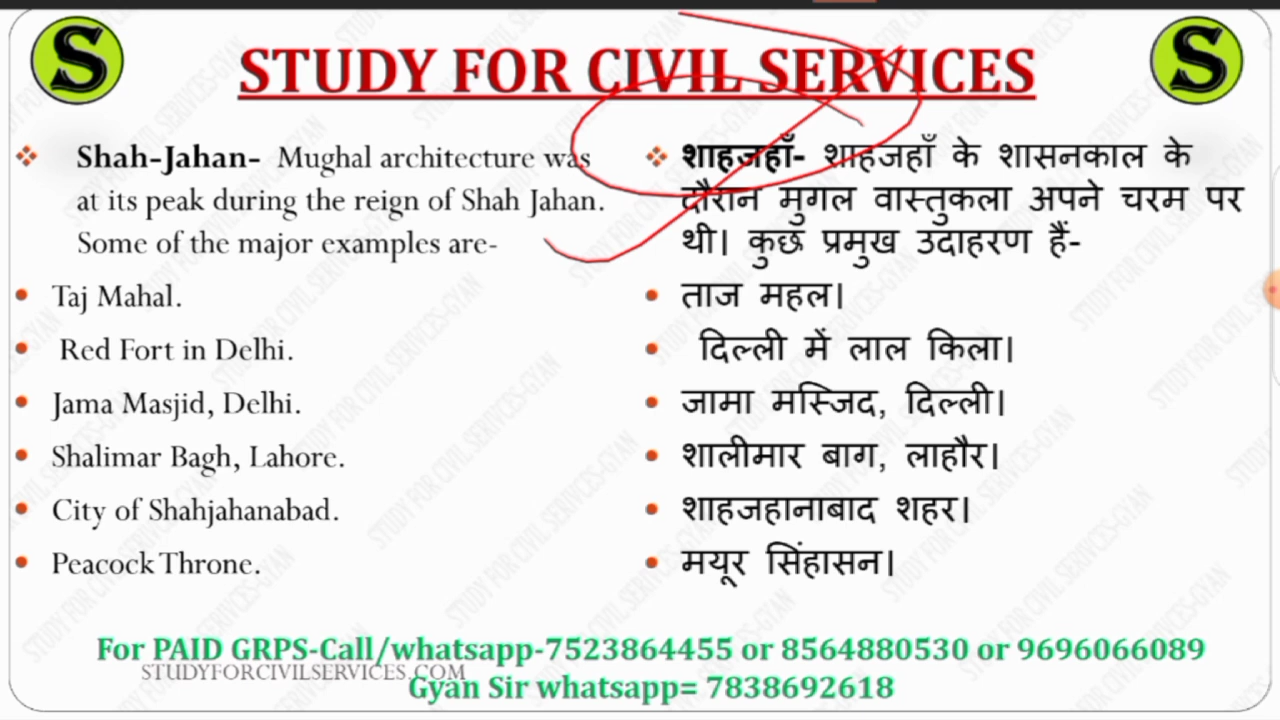 S
STUDY FOR CIVIL SERVICES
S
Shah-Jahan- Mughal architecture was
at its peak during the reign of Shah Jahan.
Some of the major examples are-
Taj Mahal.
Red Fort in Delhi.
Jama Masjid, Delhi.
Shalimar Bagh, Lahore.
City of Shahjahanabad.
Peacock Throne.
शाहजहाँ- शाहजहाँ के शासनकाल के
दौरान मुगल वास्तुकला अपने चरम पर
थी। कुछ प्रमुख उदाहरण हैं-
ताज महल।
दिल्ली में लाल किला।
जामा मस्जिद, दिल्ली।
शालीमार बाग, लाहौर।
शाहजहानाबाद शहर।
मयूर सिंहासन।
For PAID GRPS-Call/whatsapp-7523864455 or 8564880530 or 9696066089
STUDYFORCIVILSERVICES.COM
Gyan Sir whatsapp= 7838692618